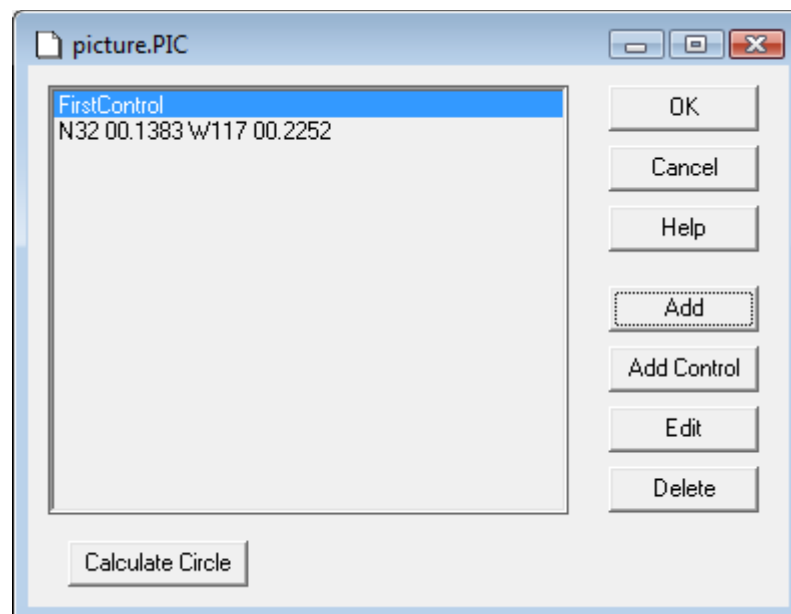 picture.PIC
FirstControl
N32 00.1383 W117 00.2252
OK
Cancel
Help
Add
Add Control
Edit
Delete
Calculate Circle